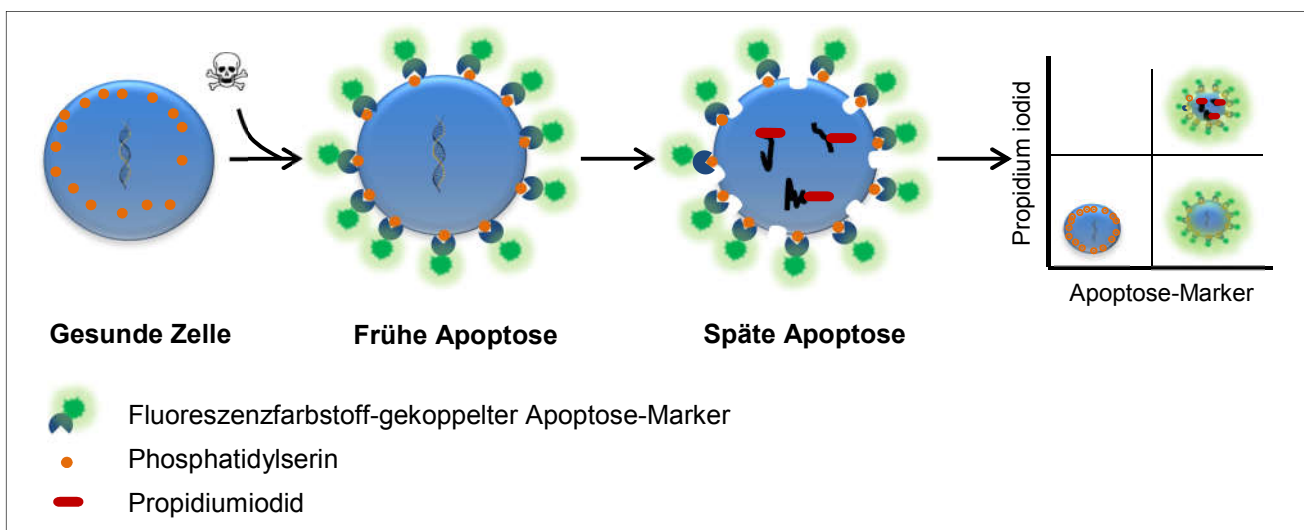 Propidium iodid
Apoptose-Marker
Gesunde Zelle
Frühe Apoptose
Späte Apoptose
Fluoreszenzfarbstoff-gekoppelter Apoptose-Marker
Phosphatidylserin
Propidiumiodid